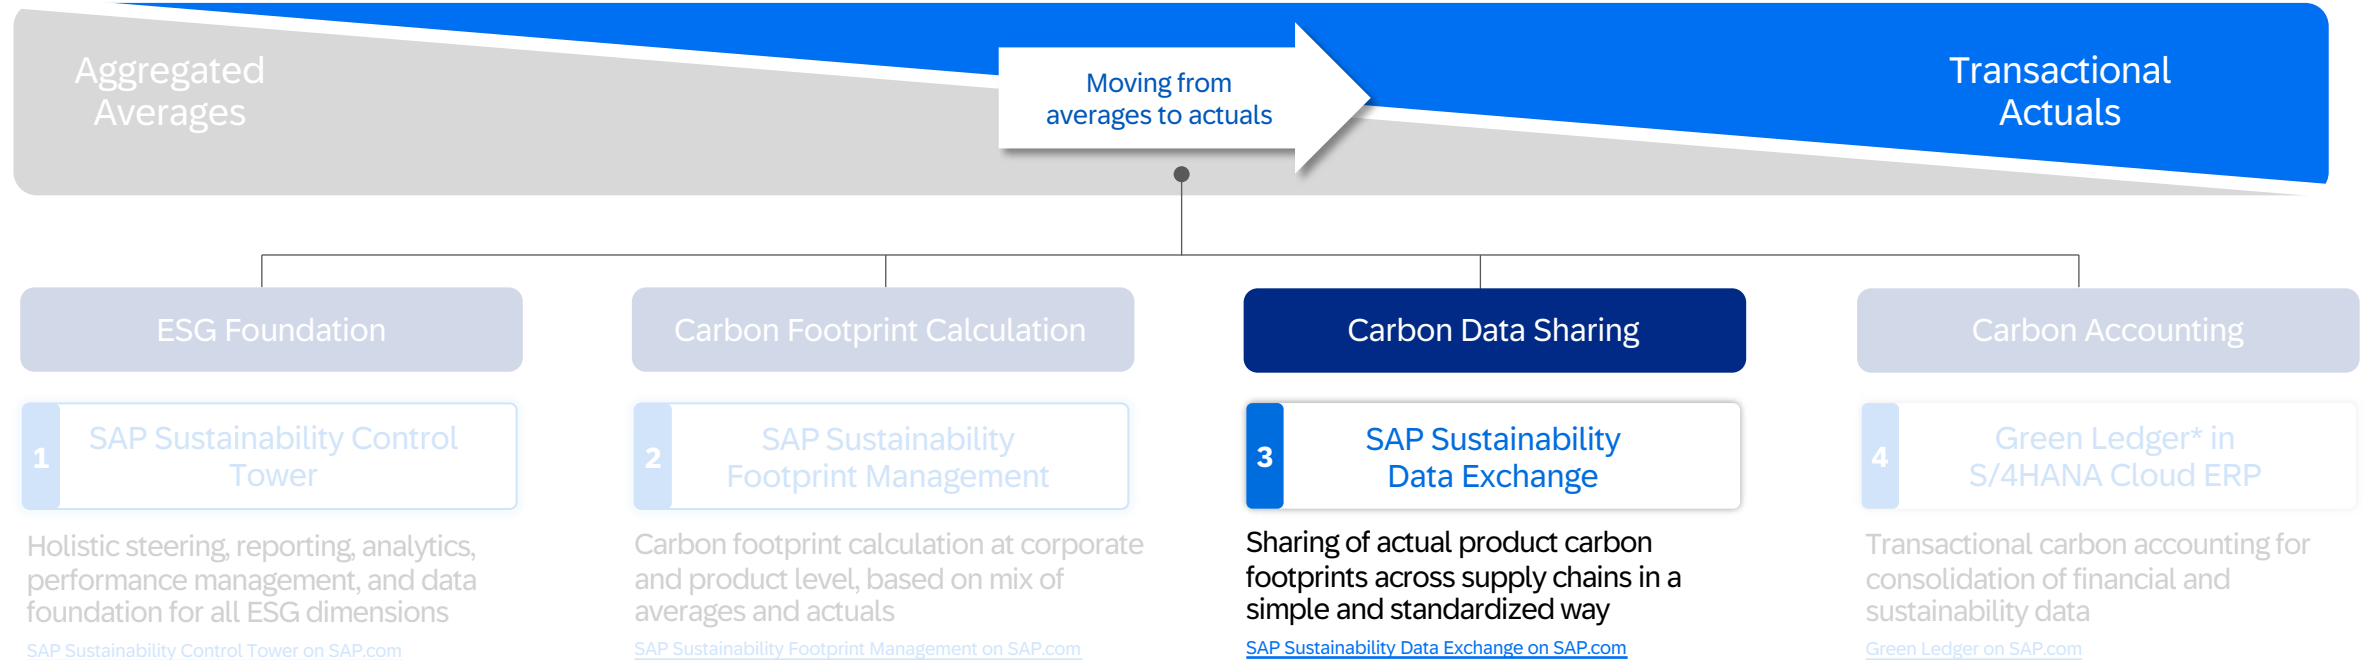 Aggregated
Averages
Moving from
averages to actuals
Transactional
Actuals
ESG Foundation
Carbon Footprint Calculation
Carbon Data Sharing
Carbon Accounting
1
SAP Sustainability Control
Tower
2
SAP Sustainability
Footprint Management
3
SAP Sustainability
Data Exchange
4
Green Ledger* in
S/4HANA Cloud ERP
Holistic steering, reporting, analytics,
performance management, and data
foundation for all ESG dimensions
SAP Sustainability Control Tower on SAP.com
Carbon footprint calculation at corporate
and product level, based on mix of
averages and actuals
SAP Sustainability Footprint Management on SAP.com
Sharing of actual product carbon
footprints across supply chains in a
simple and standardized way
SAP Sustainability Data Exchange on SAP.com
Transactional carbon accounting for
consolidation of financial and
sustainability data
Green Ledger on SAP.com